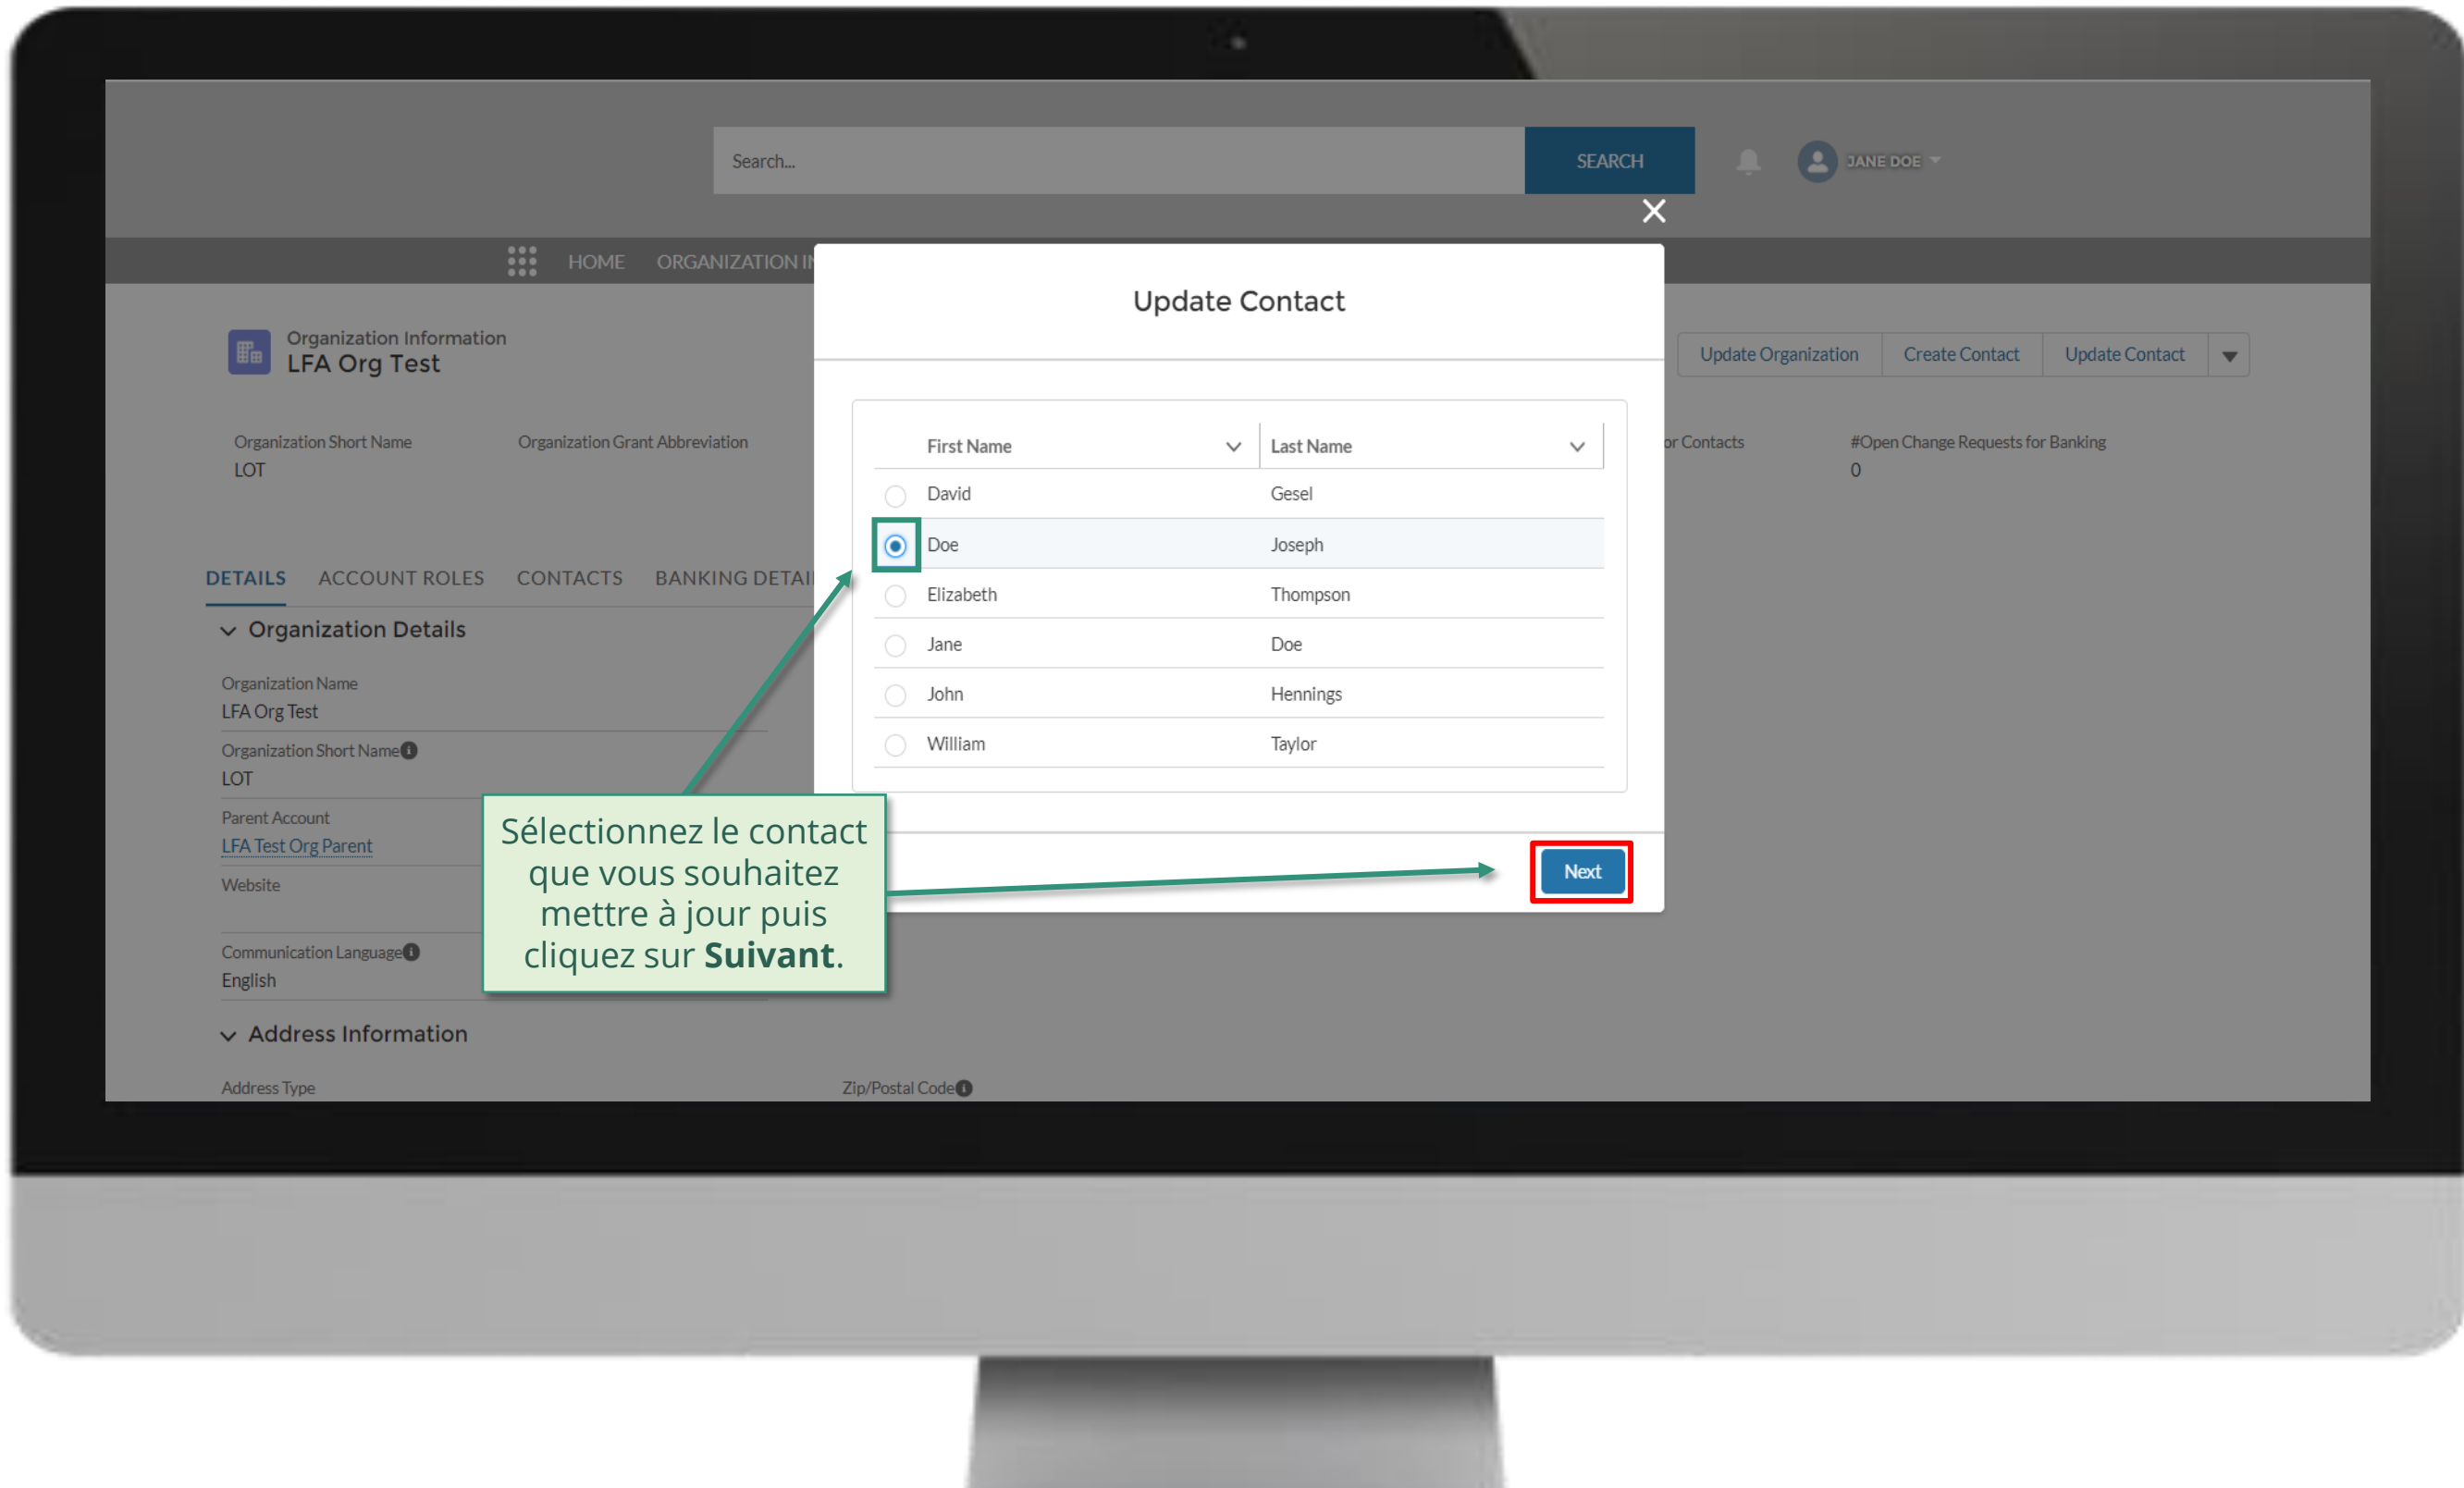 Search...
SEARCH
JANE DOE
HOME ORGANIZATION IN
Update Contact
Organization Information
LFA Org Test
Update Organization Create Contact Update Contact
Organization Short Name Organization Grant Abbreviation or Contacts #Open Change Requests for Banking
LOT 0
First Name Last Name
David Gesel
Doe Joseph
Elizabeth Thompson
Jane Doe
John Hennings
William Taylor
Next
DETAILS ACCOUNT ROLES CONTACTS BANKING DETAI
Organization Details
Organization Name
LFA Org Test
Organization Short Name
LOT
Parent Account
LFA Test Org Parent
Website
Communication Language
English
Sélectionnez le contact
que vous souhaitez
mettre à jour puis
cliquez sur Suivant.
Address Information
Address Type Zip/Postal Code